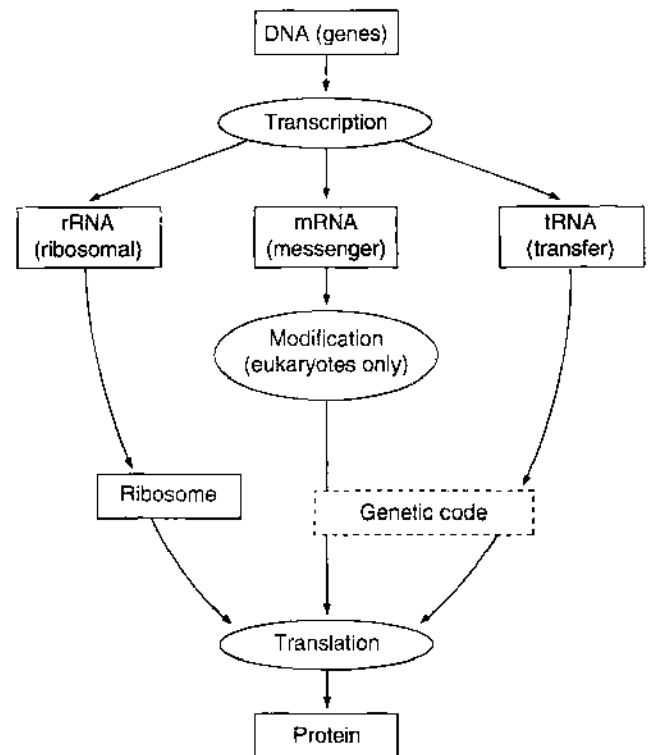 DNA (genes)
Transcription
rRNA
(ribosomal)
mRNA
(messenger)
tRNA
(transfer)
Modification
(eukaryotes only)
Ribosome
Genetic code
Translation
Protein